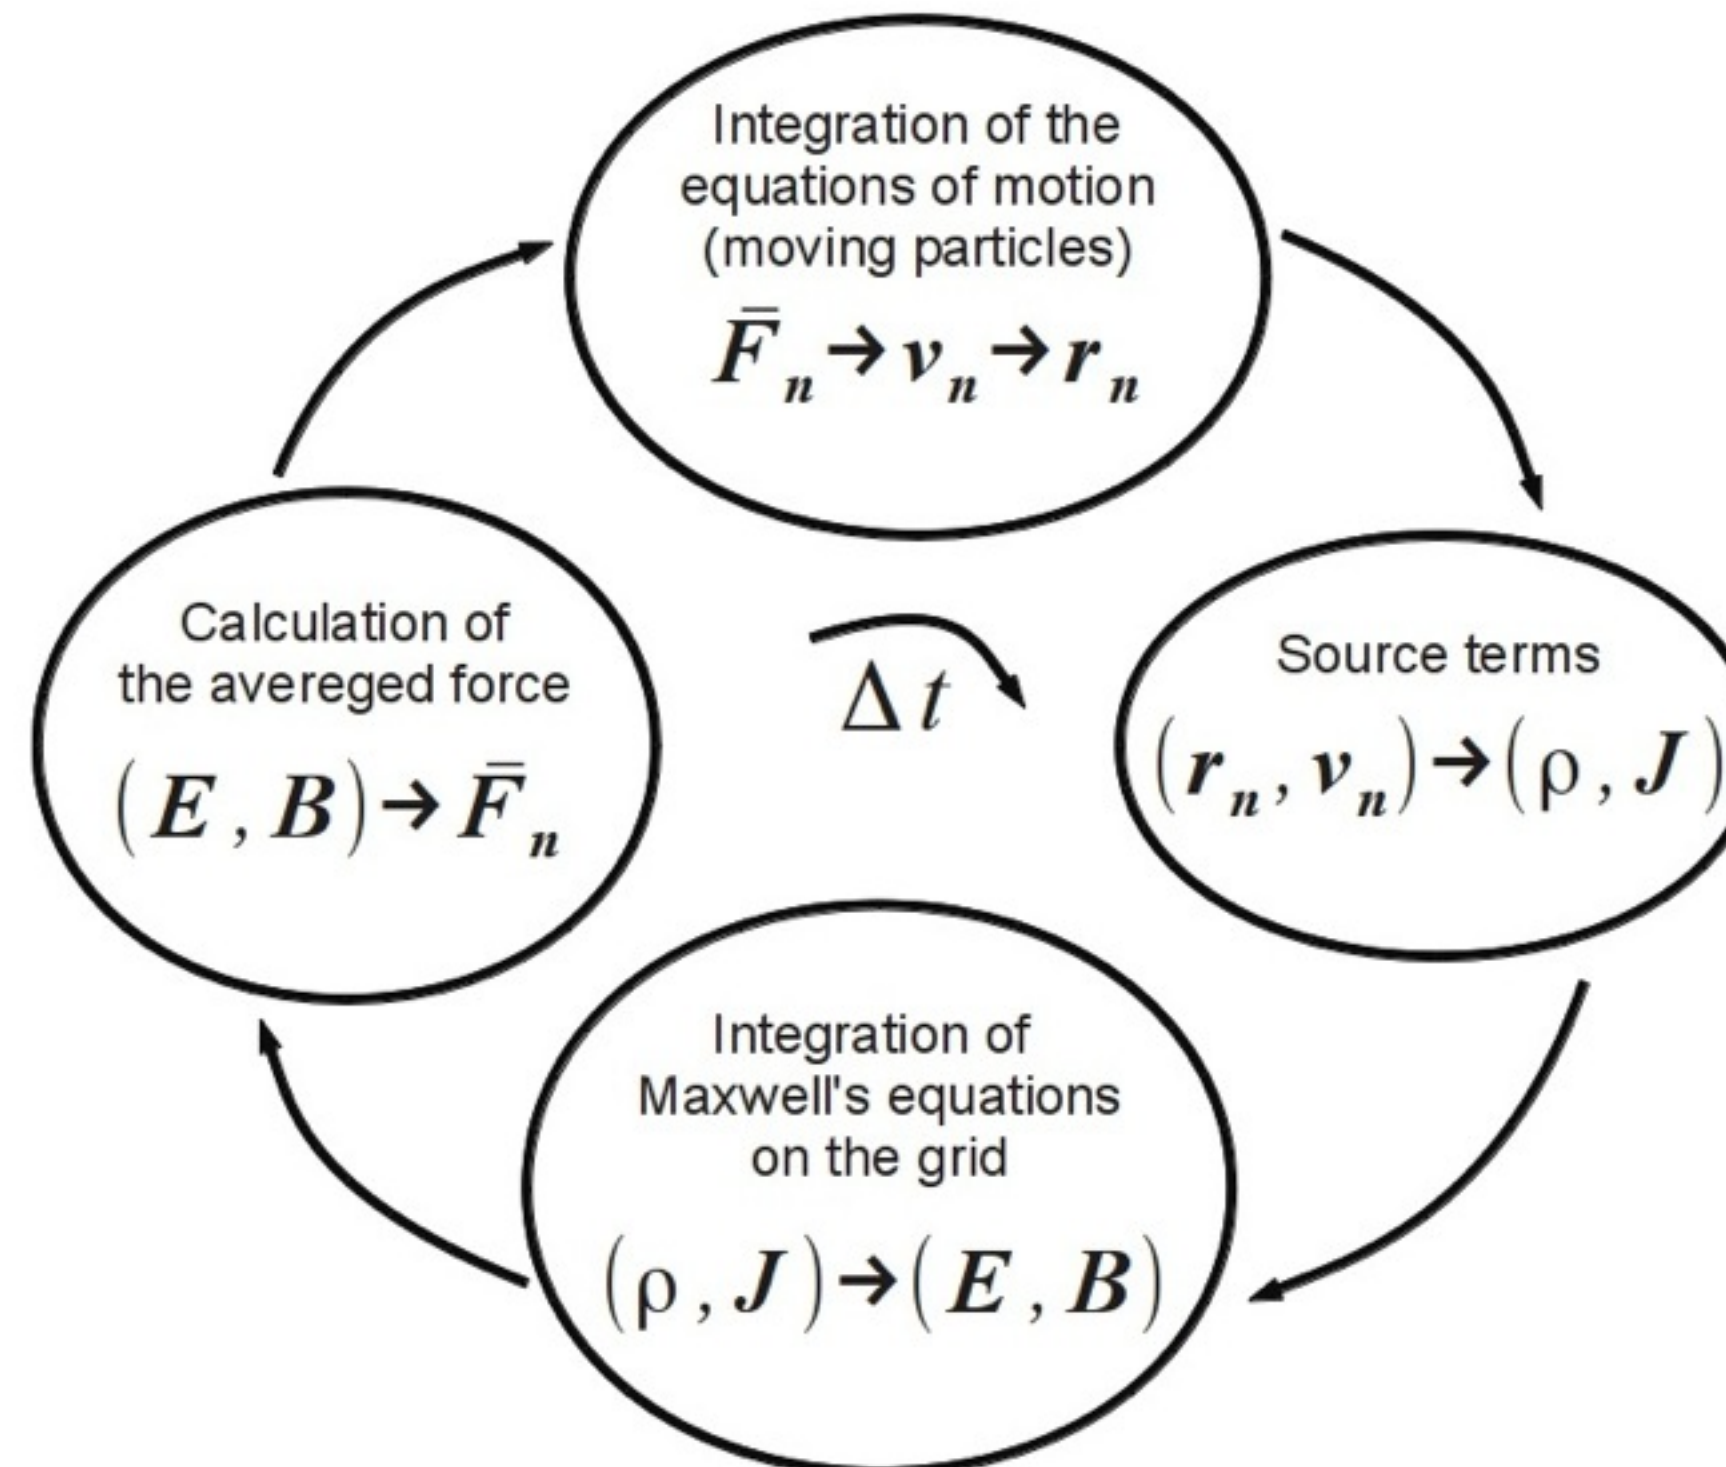 Integration of the
equations of motion
(moving particles)
F̄ₙ → vₙ → rₙ
Calculation of
the avereged force
(E, B) → F̄ₙ
Δ t
Source terms
(rₙ, vₙ) → (ρ, J)
Integration of
Maxwell's equations
on the grid
(ρ, J) → (E, B)